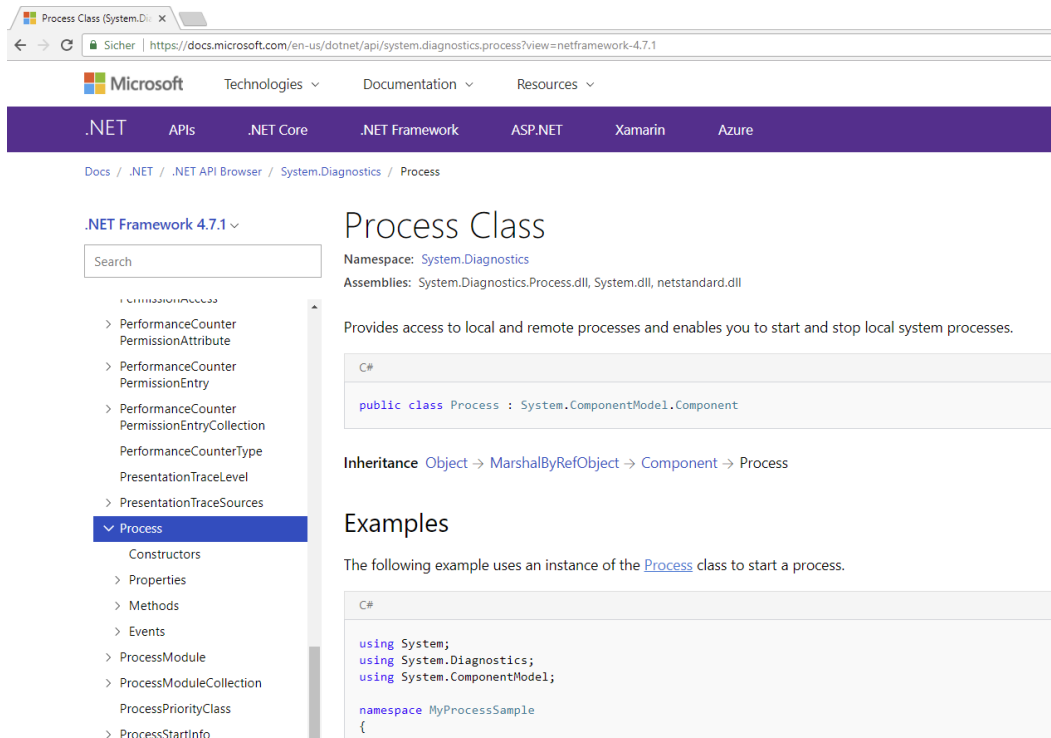 Process Class (System.Di
Sicher | https://docs.microsoft.com/en-us/dotnet/api/system.diagnostics.process?view=netframework-4.7.1
Microsoft Technologies Documentation Resources
.NET APIs .NET Core .NET Framework ASP.NET Xamarin Azure
Docs / .NET / .NET API Browser / System.Diagnostics / Process
.NET Framework 4.7.1
Search
PermissionAccess
PerformanceCounter
PermissionAttribute
PerformanceCounter
PermissionEntry
PerformanceCounter
PermissionEntryCollection
PerformanceCounterType
PresentationTraceLevel
PresentationTraceSources
Process
Constructors
Properties
Methods
Events
ProcessModule
ProcessModuleCollection
ProcessPriorityClass
ProcessStartInfo
Process Class
Namespace: System.Diagnostics
Assemblies: System.Diagnostics.Process.dll, System.dll, netstandard.dll
Provides access to local and remote processes and enables you to start and stop local system processes.
C#
public class Process : System.ComponentModel.Component
Inheritance Object → MarshalByRefObject → Component → Process
Examples
The following example uses an instance of the Process class to start a process.
C#
using System;
using System.Diagnostics;
using System.ComponentModel;
namespace MyProcessSample
{